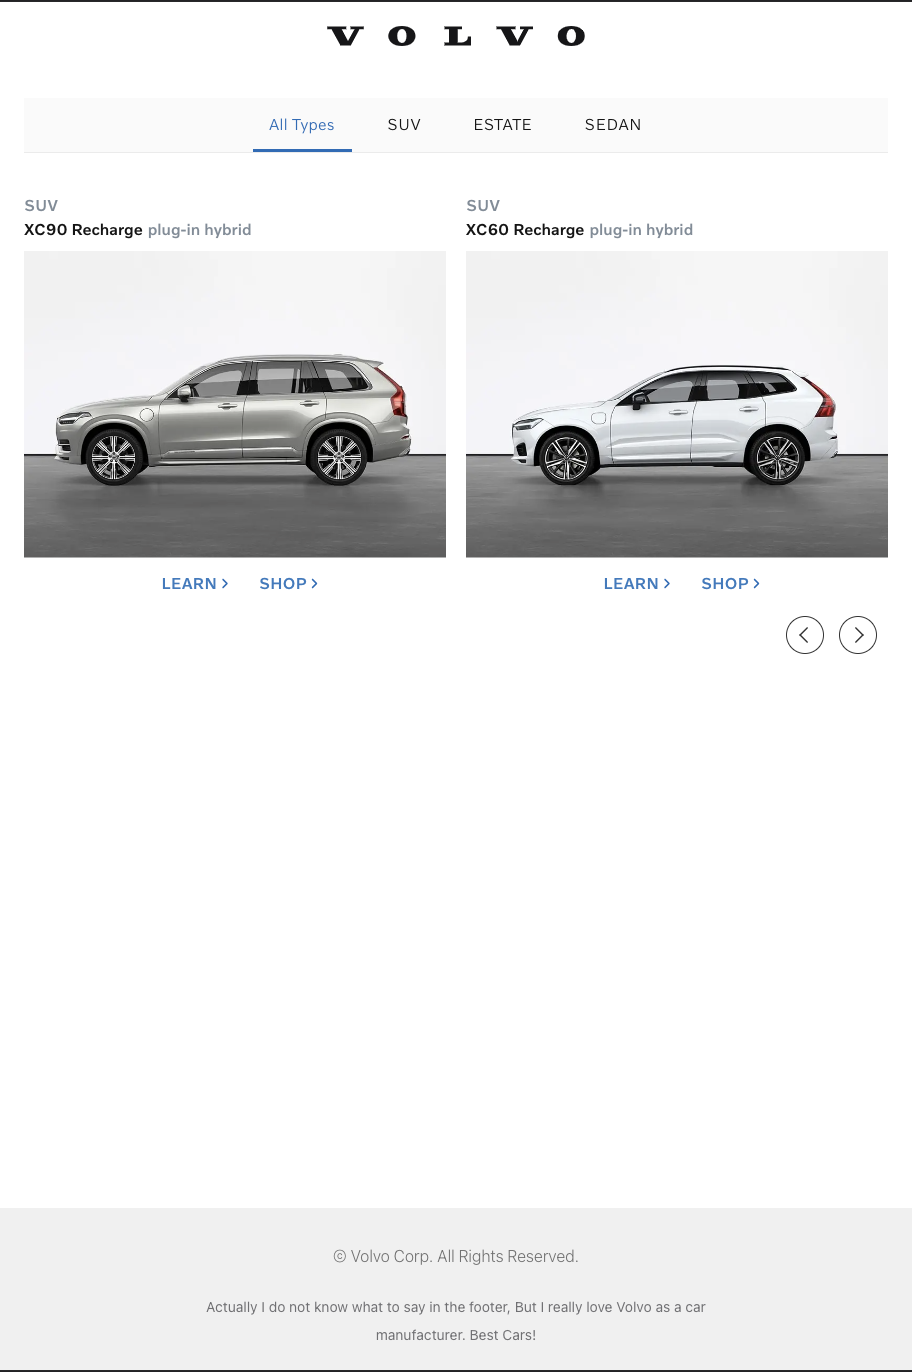 VOLVO
All Types SUV ESTATE SEDAN
SUV
XC90 Recharge plug-in hybrid
LEARN SHOP
SUV
XC60 Recharge plug-in hybrid
LEARN SHOP
© Volvo Corp. All Rights Reserved.
Actually I do not know what to say in the footer, But I really love Volvo as a car
manufacturer. Best Cars!